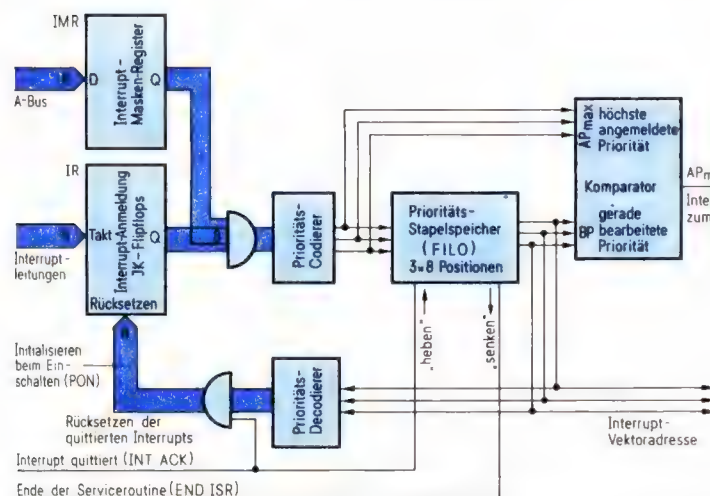 IMR
D
Q
Interrupt-
Masken-Register
A-Bus
IR
Takt
Q
Interrupt-Anmeldung
JK-Flipflops
Rücksetzen
Interrupt-
leitungen
Prioritäts-
Codierer
Prioritäts-
Stapelspeicher
(FILO)
3×8 Positionen
"heben"
"senken"
APmax
höchste
angemeldete
Priorität
Komparator
gerade
BP bearbeitete
Priorität
Initialisieren
beim Ein-
schalten (PON)
Prioritäts-
Decodierer
Rücksetzen der
quittierten Interrupts
Interrupt-
Vektoradresse
Interrupt quittiert (INT ACK)
Ende der Serviceroutine (END ISR)